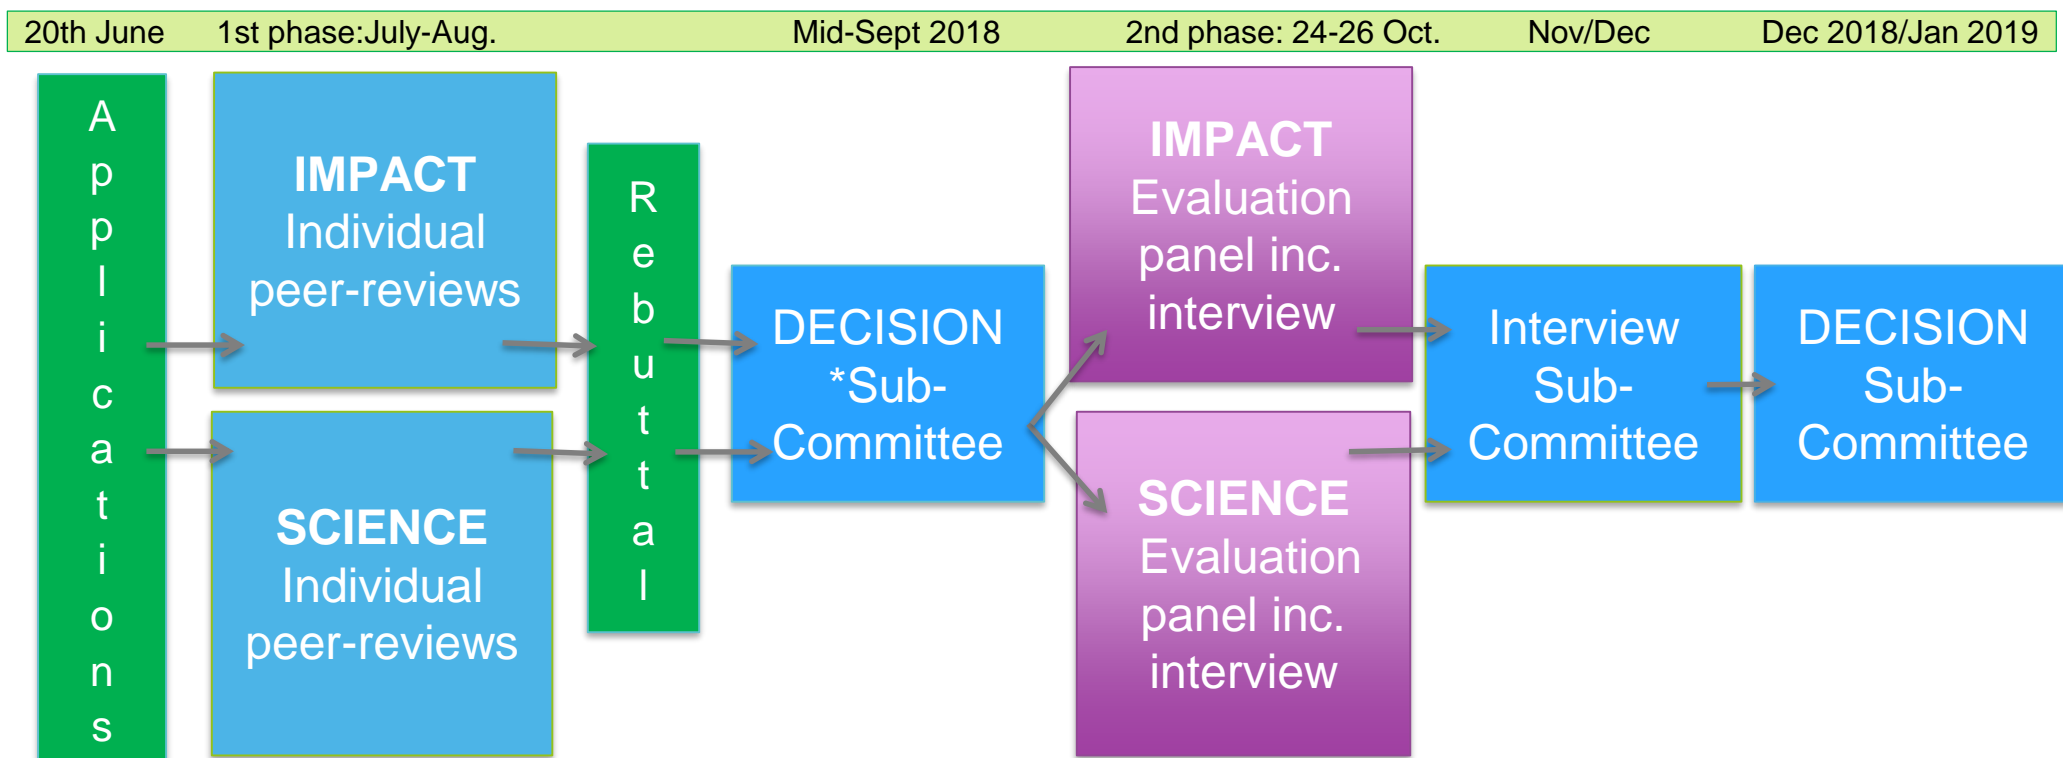 20th June 1st phase:July-Aug. Mid-Sept 2018 2nd phase: 24-26 Oct. Nov/Dec Dec 2018/Jan 2019
Applications
IMPACT
Individual
peer-reviews
SCIENCE
Individual
peer-reviews
Rebuttal
DECISION
*Sub-
Committee
IMPACT
Evaluation
panel inc.
interview
SCIENCE
Evaluation
panel inc.
interview
Interview
Sub-
Committee
DECISION
Sub-
Committee